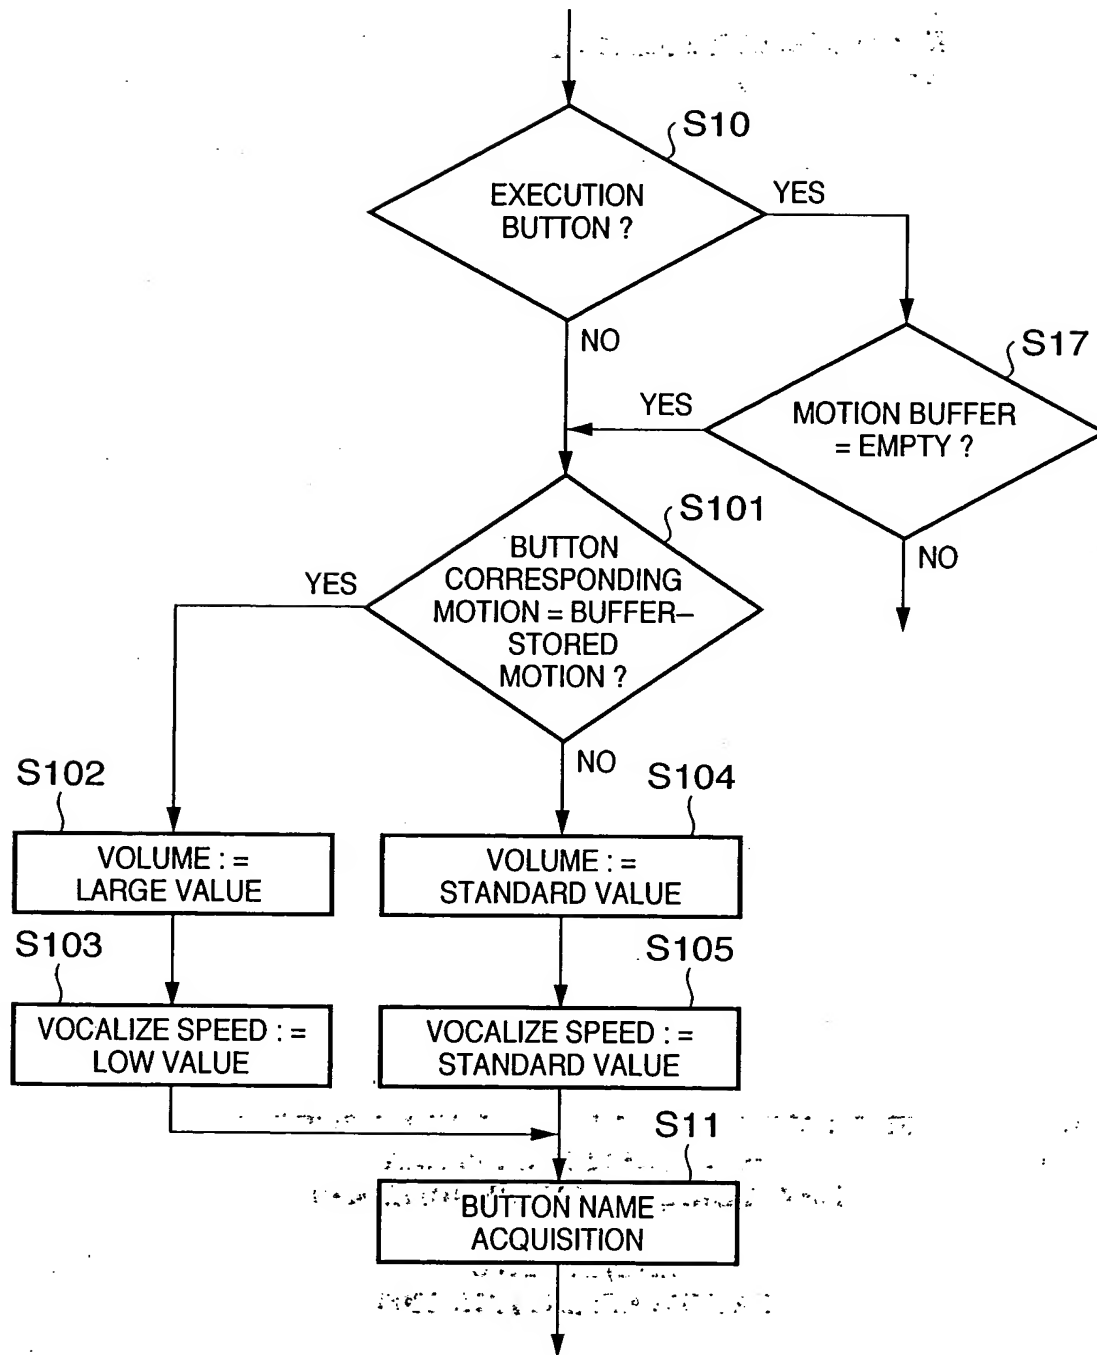 S10
EXECUTION
BUTTON ?
YES
NO
S17
MOTION BUFFER
= EMPTY ?
YES
NO
S101
BUTTON
CORRESPONDING
MOTION = BUFFER–
STORED
MOTION ?
YES
NO
S102
VOLUME : =
LARGE VALUE
S104
VOLUME : =
STANDARD VALUE
S103
VOCALIZE SPEED : =
LOW VALUE
S105
VOCALIZE SPEED : =
STANDARD VALUE
S11
BUTTON NAME
ACQUISITION